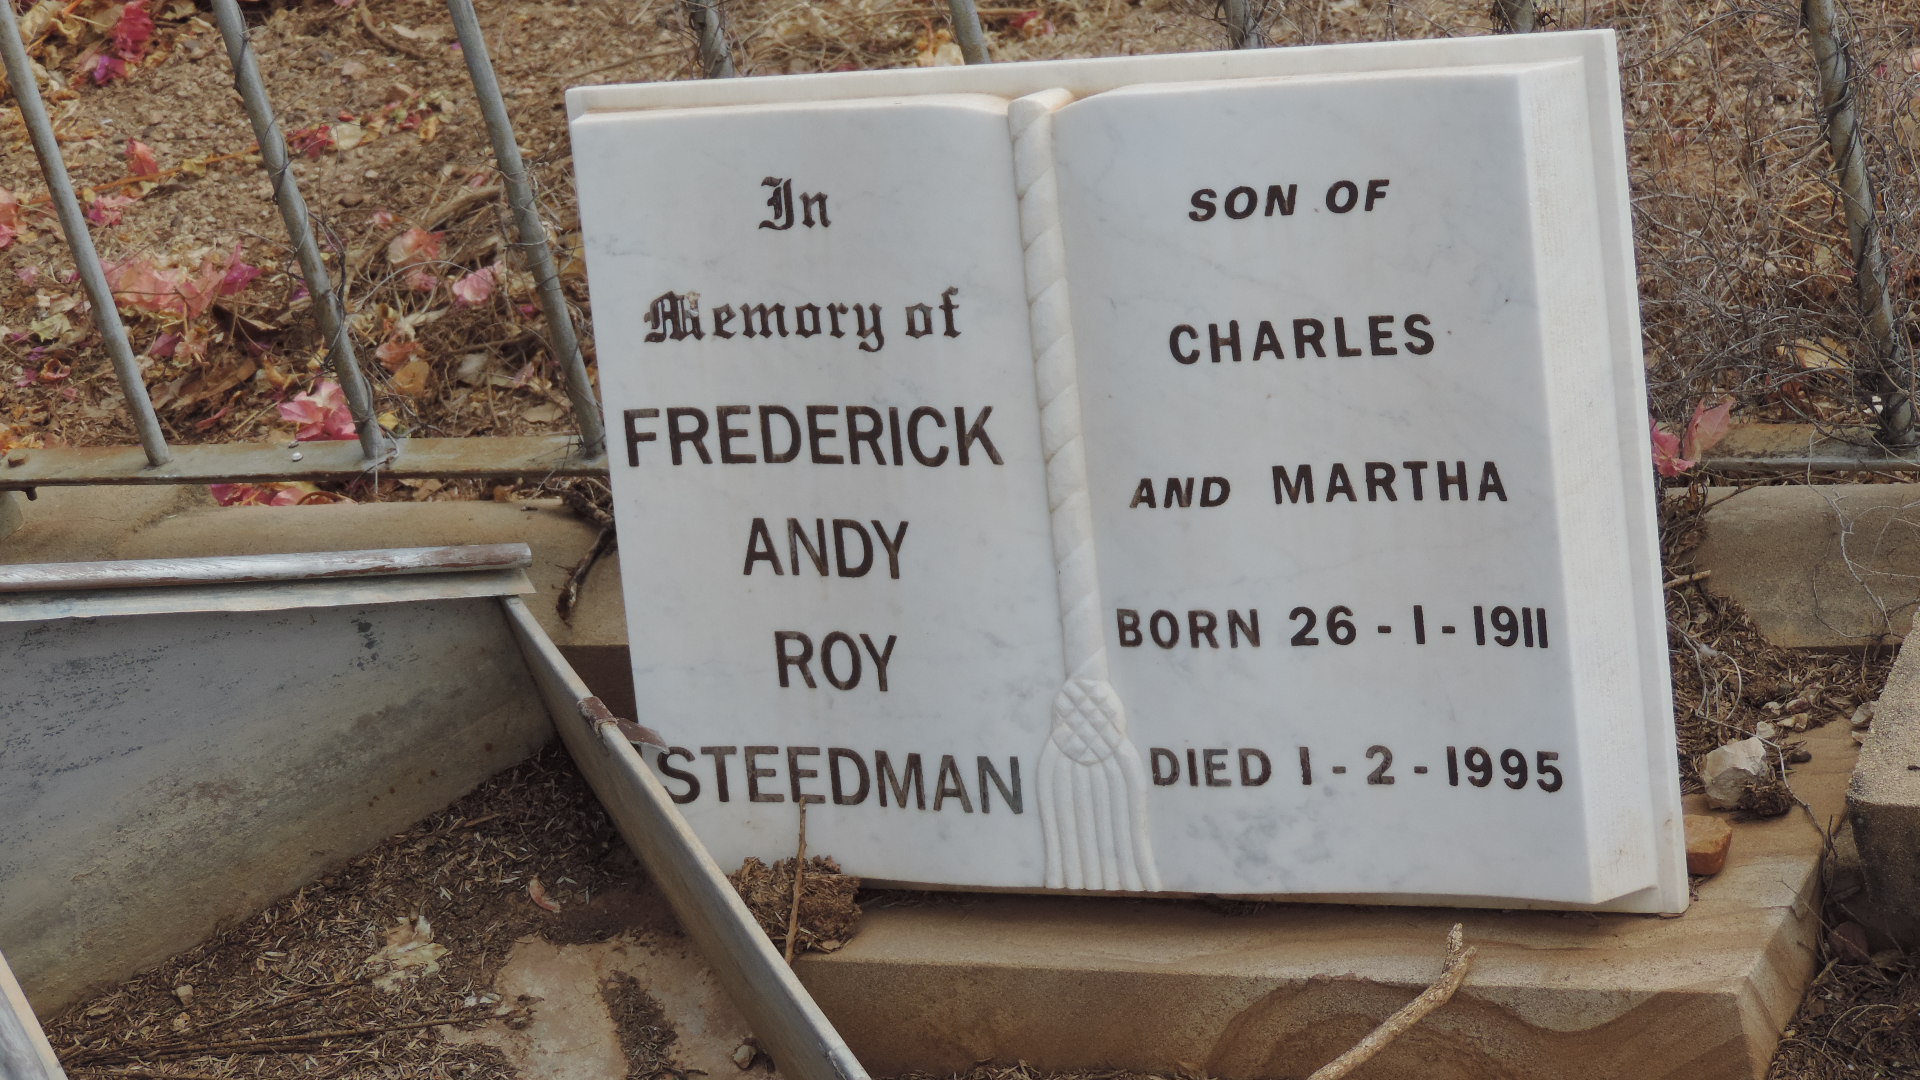 In
Memory of
FREDERICK
ANDY
ROY
STEEDMAN
SON OF
CHARLES
AND MARTHA
BORN 26-1-1911
DIED 1-2-1995